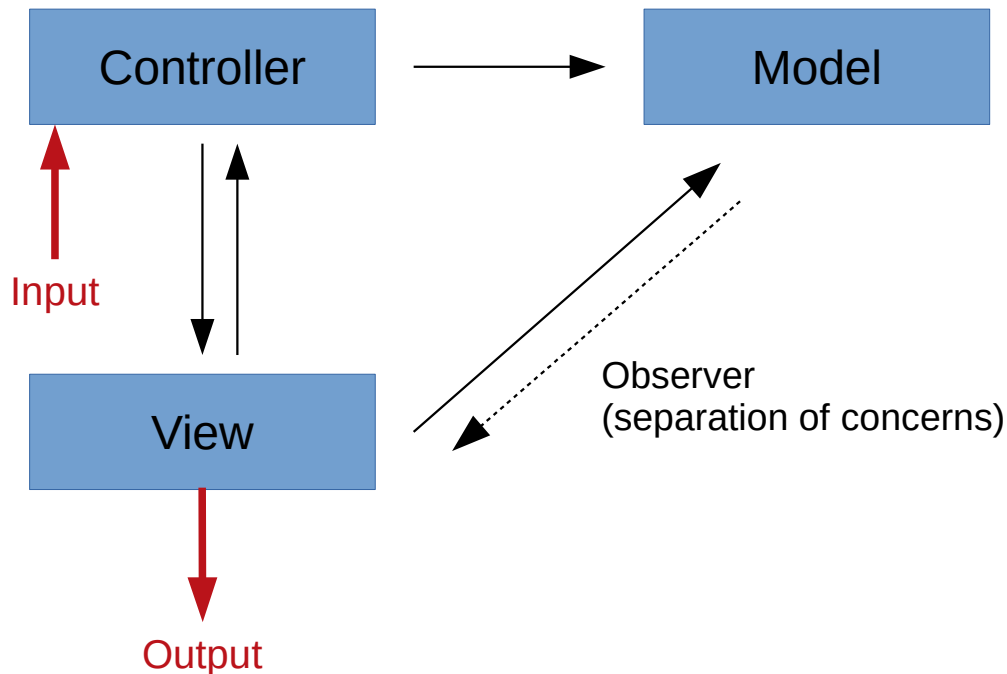 Controller
Model
Input
Observer
(separation of concerns)
View
Output